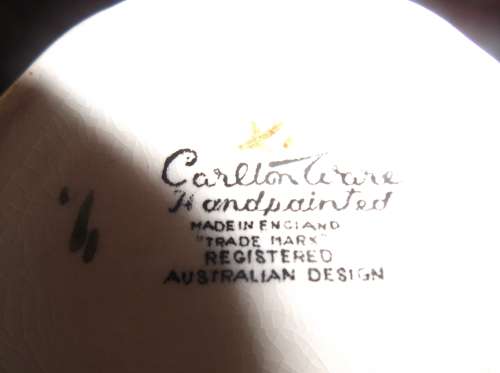 Carlton Ware
Handpainted
MADE IN ENGLAND
"TRADE MARK"
REGISTERED
AUSTRALIAN DESIGN